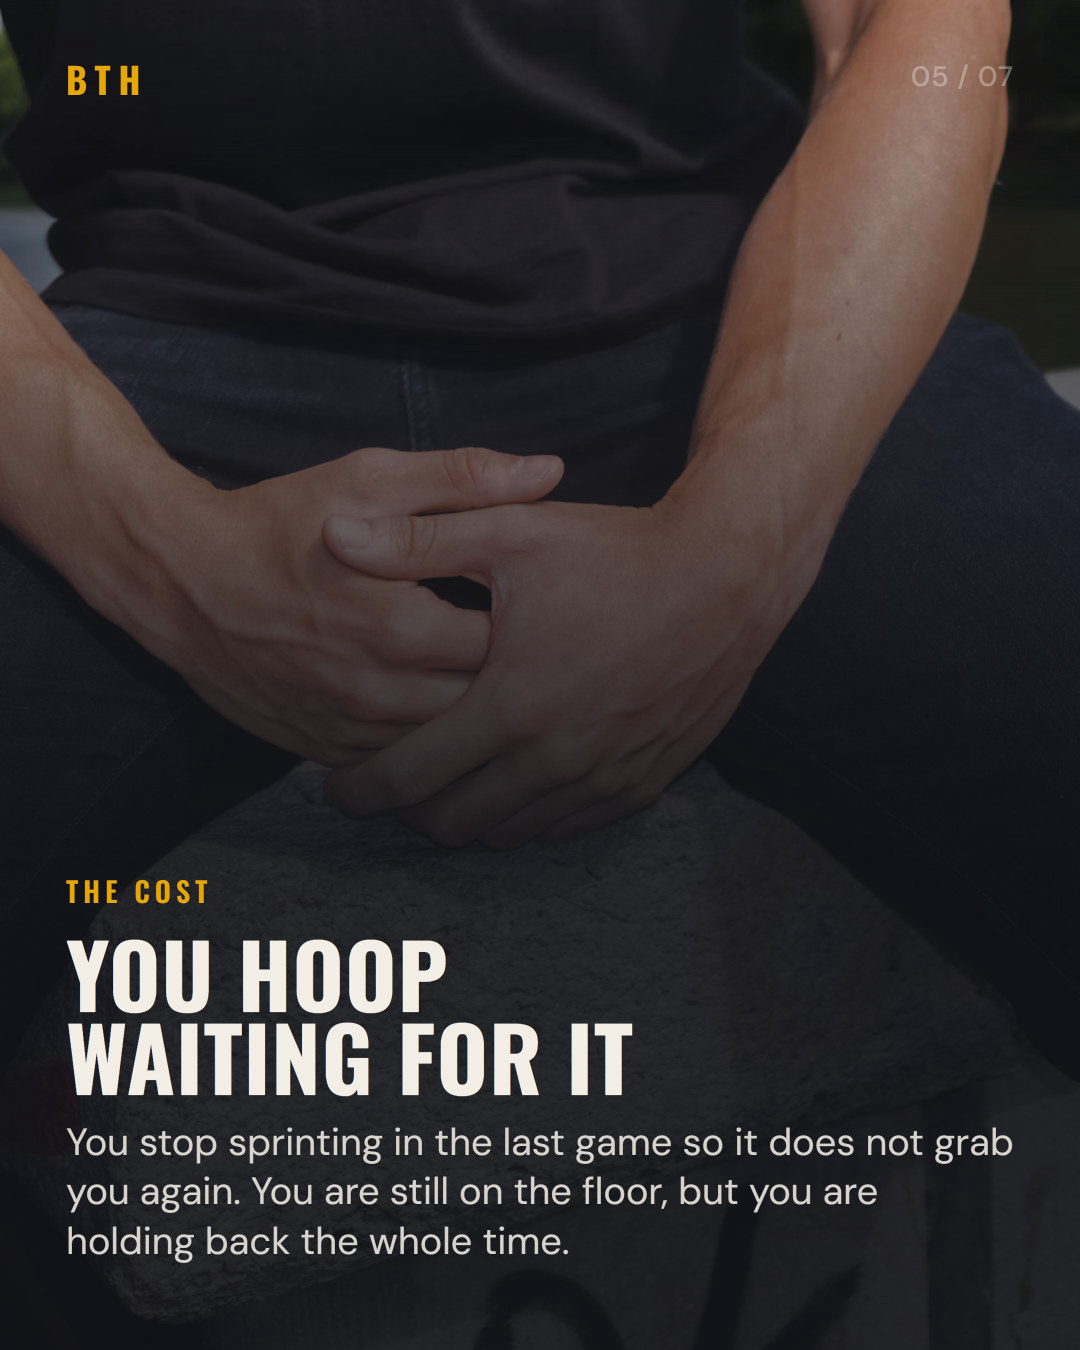 BTH
05 / 07
THE COST
YOU HOOP
WAITING FOR IT
You stop sprinting in the last game so it does not grab
you again. You are still on the floor, but you are
holding back the whole time.